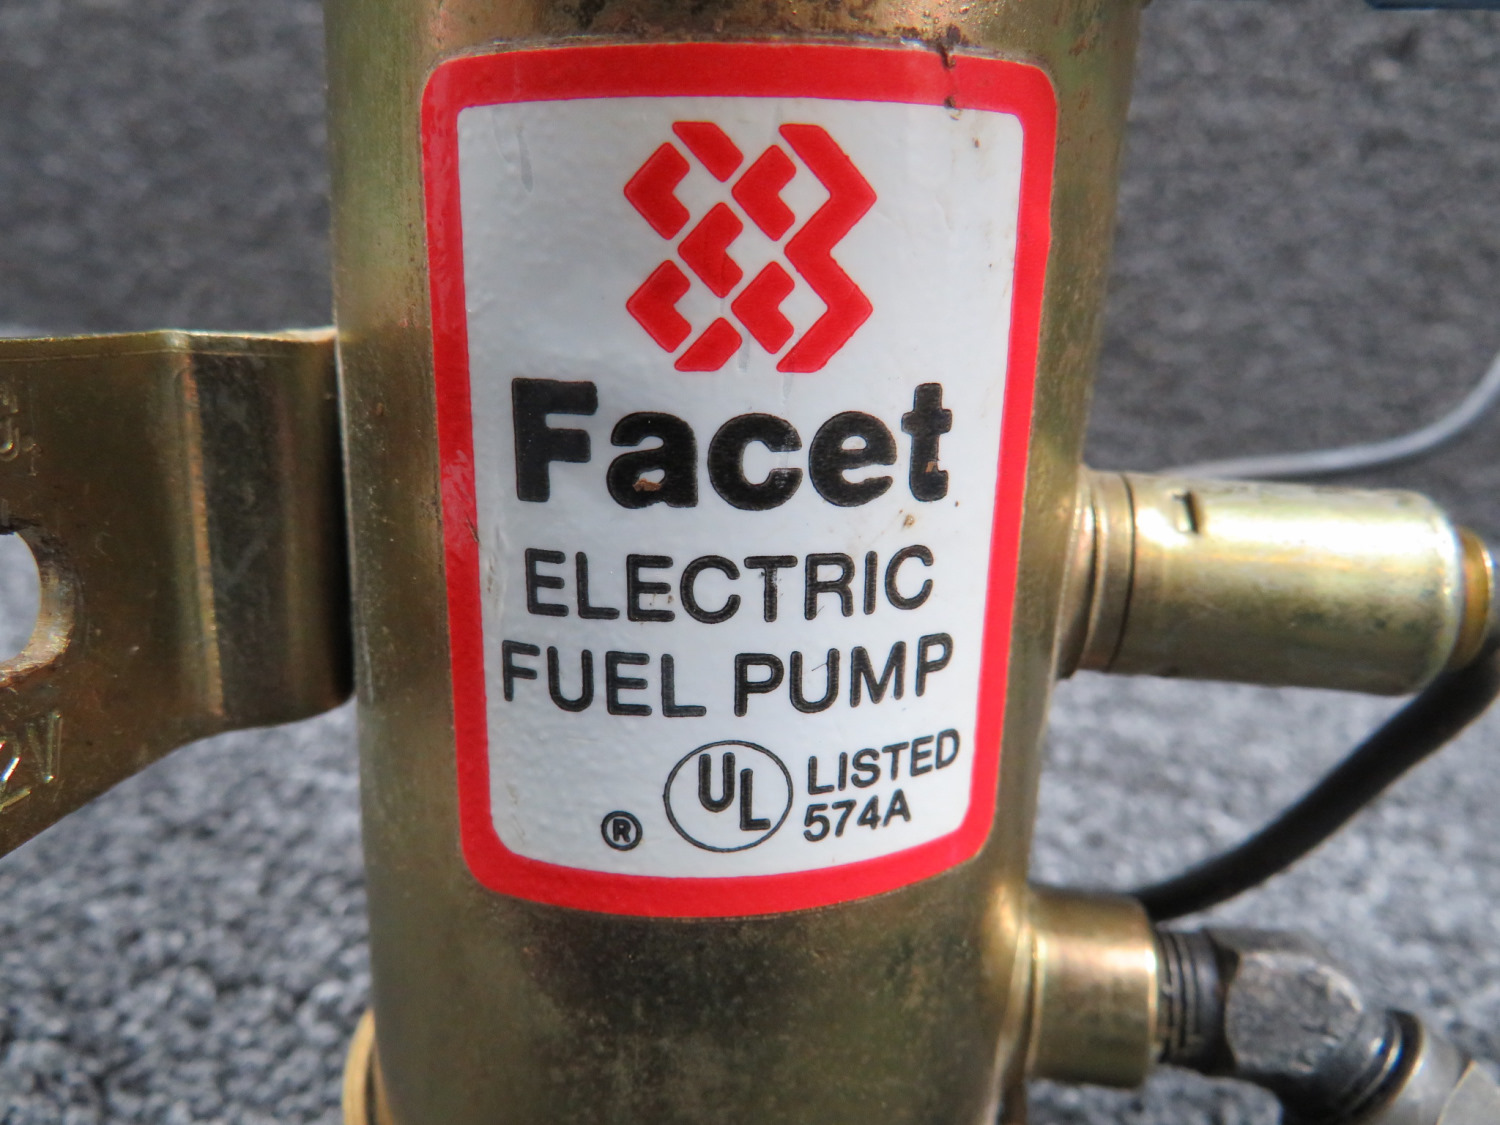 Facet
ELECTRIC
FUEL PUMP
® UL LISTED
574A